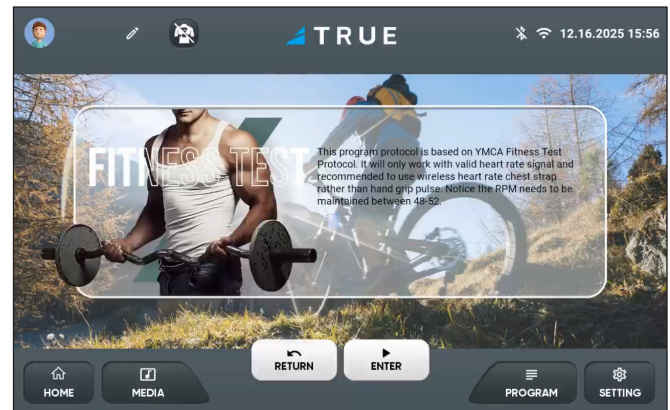 TRUE
12.16.2025 15:56
FITNESS TEST
This program protocol is based on YMCA Fitness Test
Protocol. It will only work with valid heart rate signal and
recommended to use wireless heart rate chest strap
rather than hand grip pulse. Notice the RPM needs to be
maintained between 48-52.
RETURN
ENTER
HOME
MEDIA
PROGRAM
SETTING